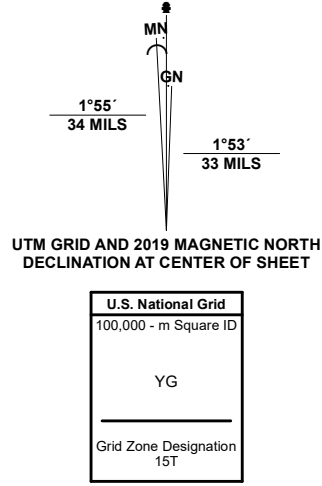 MN
GN
1°55´
34 MILS
1°53´
33 MILS
UTM GRID AND 2019 MAGNETIC NORTH
DECLINATION AT CENTER OF SHEET
U.S. National Grid
100,000 - m Square ID
YG
Grid Zone Designation
15T